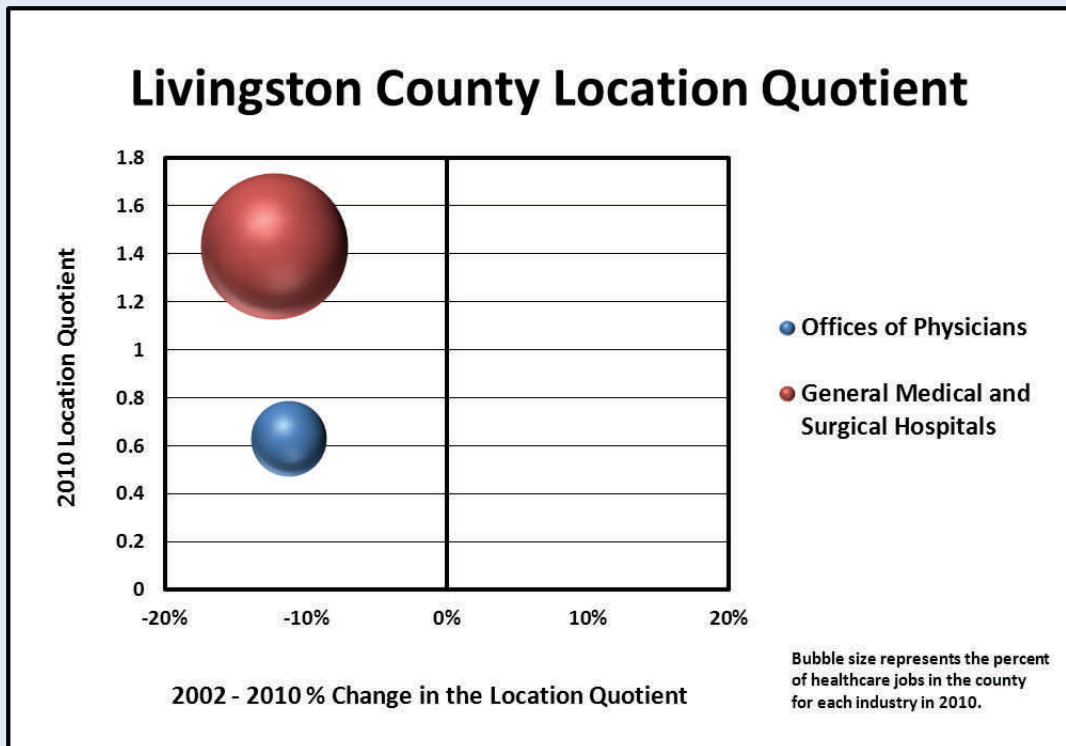 Livingston County Location Quotient
2010 Location Quotient
1.8
1.6
1.4
1.2
1
0.8
0.6
0.4
0.2
0
-20%
-10%
0%
10%
20%
2002 - 2010 % Change in the Location Quotient
Offices of Physicians
General Medical and
Surgical Hospitals
Bubble size represents the percent
of healthcare jobs in the county
for each industry in 2010.